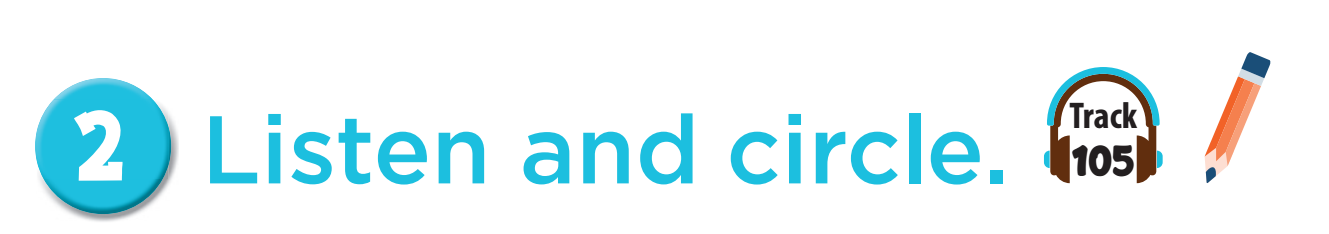 2 Listen and circle. Track
105